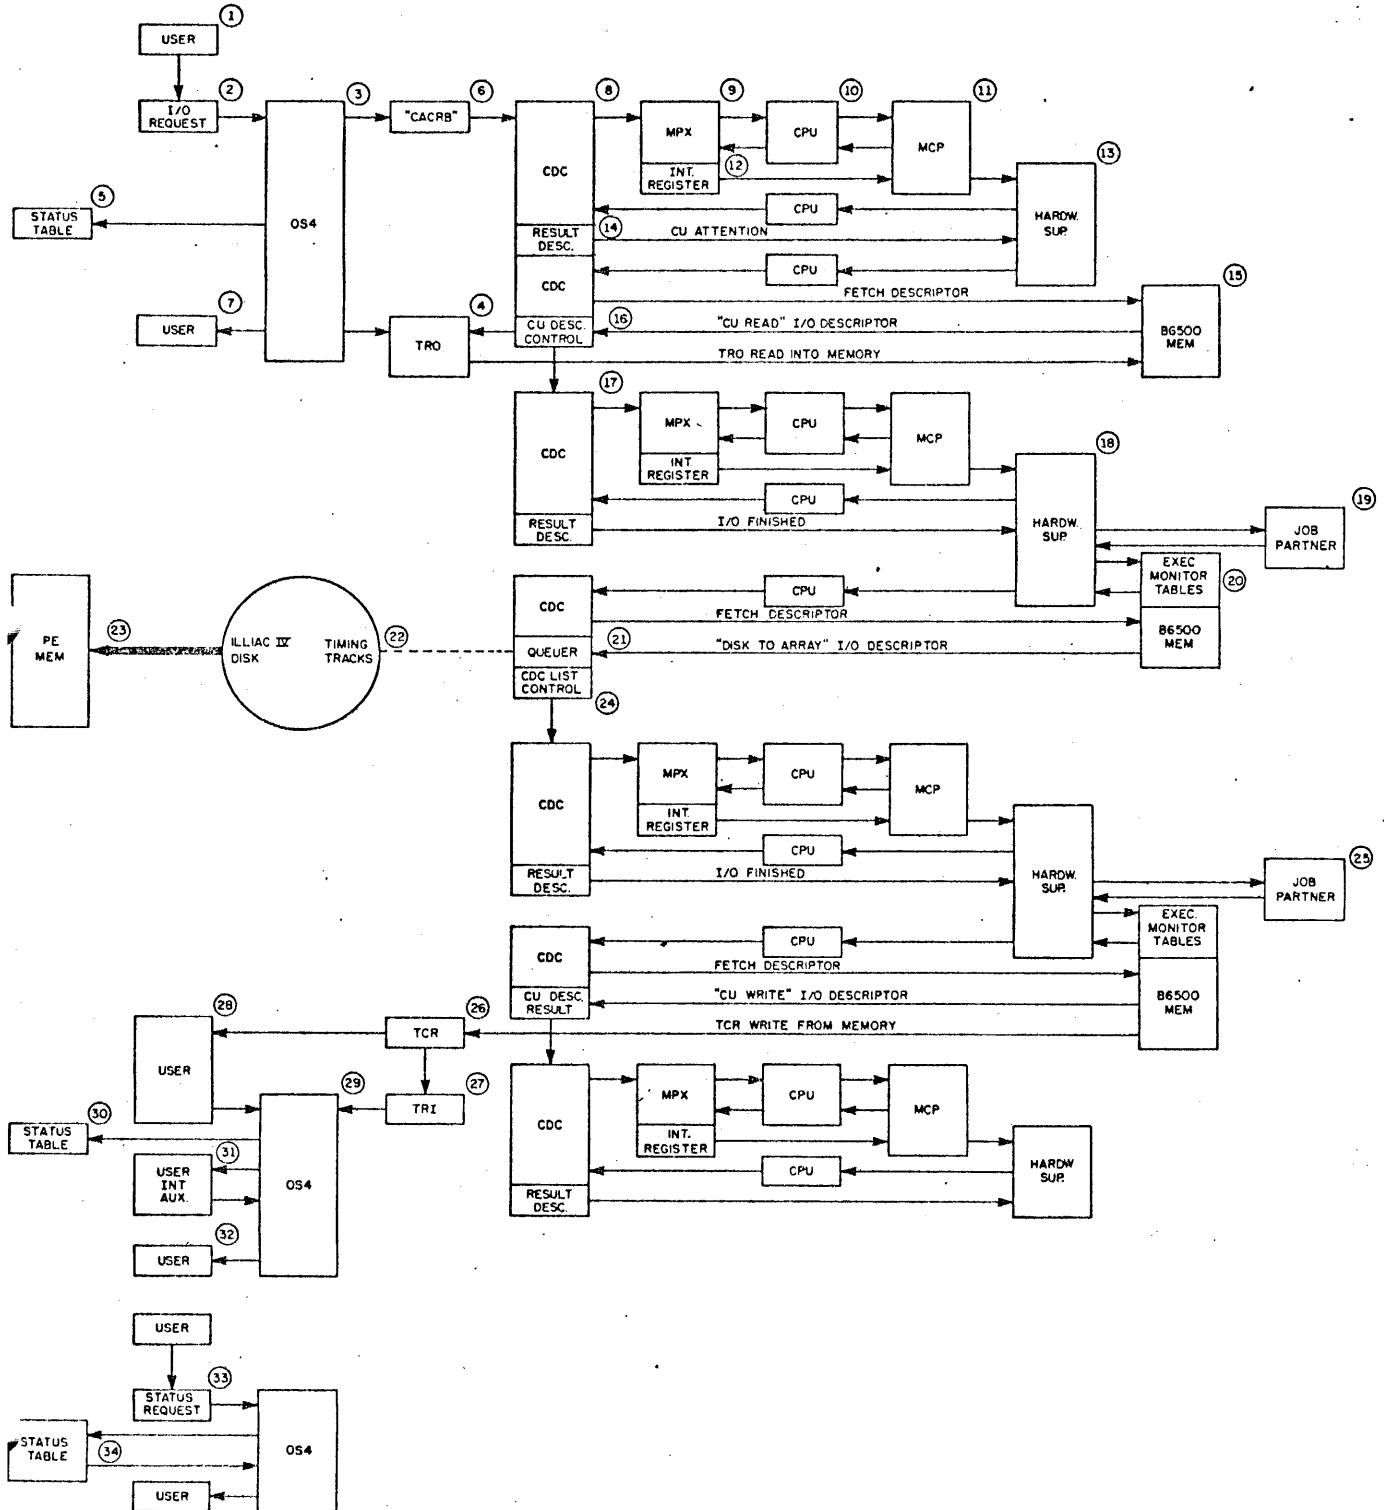 1
USER
2
I/O
REQUEST
3
"CACRB"
6
8
9
10
11
MPX
CPU
MCP
CDC
INT.
REGISTER
12
13
5
STATUS
TABLE
OS4
CPU
HARDW.
SUP.
RESULT
DESC.
14
CU ATTENTION
CDC
CPU
15
FETCH DESCRIPTOR
7
USER
4
TRO
CU DESC.
CONTROL
16
"CU READ" I/O DESCRIPTOR
B6500
MEM
TRO READ INTO MEMORY
17
CDC
MPX
CPU
MCP
INT.
REGISTER
18
CPU
HARDW.
SUP.
19
JOB
PARTNER
RESULT
DESC.
I/O FINISHED
EXEC
MONITOR
TABLES
20
CDC
CPU
FETCH DESCRIPTOR
PE
MEM
23
ILLIAC IV
DISK
TIMING
TRACKS
22
QUEUER
21
"DISK TO ARRAY" I/O DESCRIPTOR
B6500
MEM
CDC LIST
CONTROL
24
CDC
MPX
CPU
MCP
INT.
REGISTER
CPU
HARDW.
SUP.
25
JOB
PARTNER
RESULT
DESC.
I/O FINISHED
EXEC.
MONITOR
TABLES
CDC
CPU
FETCH DESCRIPTOR
CU DESC.
RESULT
"CU WRITE" I/O DESCRIPTOR
B6500
MEM
28
USER
26
TCR
TCR WRITE FROM MEMORY
27
TRI
29
30
STATUS
TABLE
31
USER
INT
AUX.
OS4
32
USER
CDC
MPX
CPU
MCP
INT.
REGISTER
CPU
HARDW
SUP.
RESULT
DESC.
USER
33
STATUS
REQUEST
STATUS
TABLE
34
OS4
USER